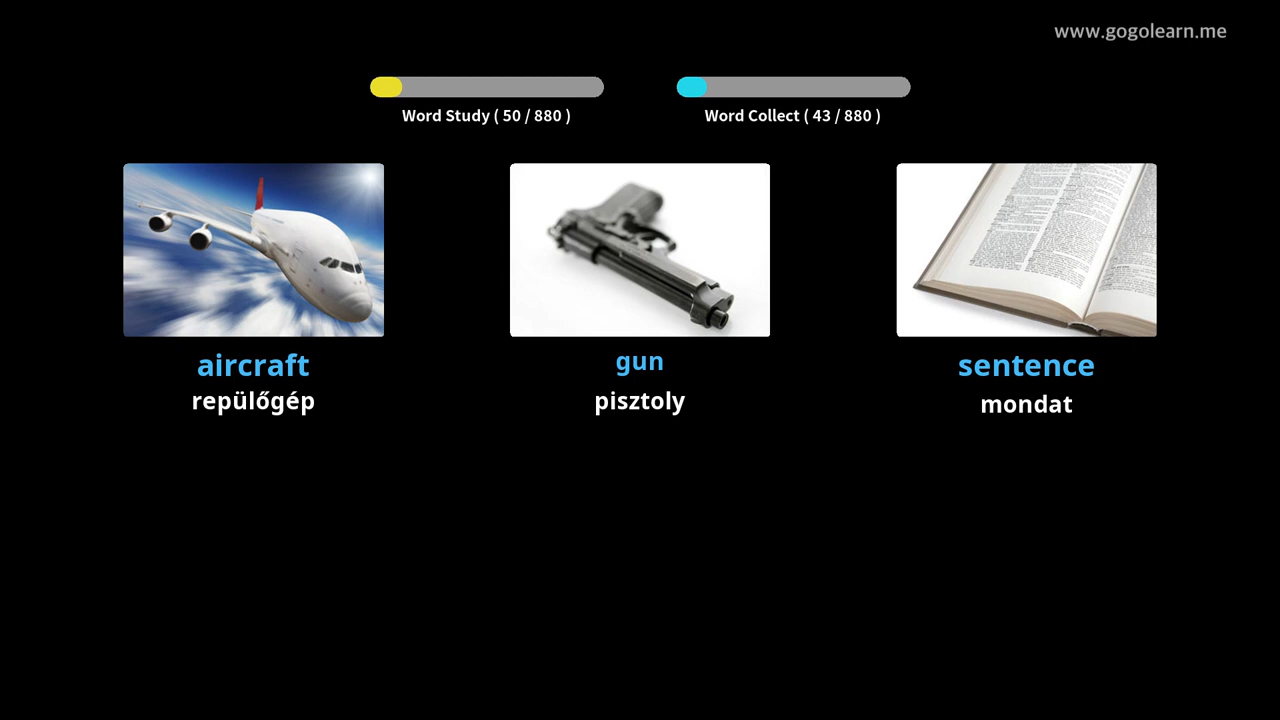 www.gogolearn.me
Word Study ( 50 / 880 )
Word Collect ( 43 / 880 )
aircraft
repülőgép
gun
pisztoly
sentence
mondat